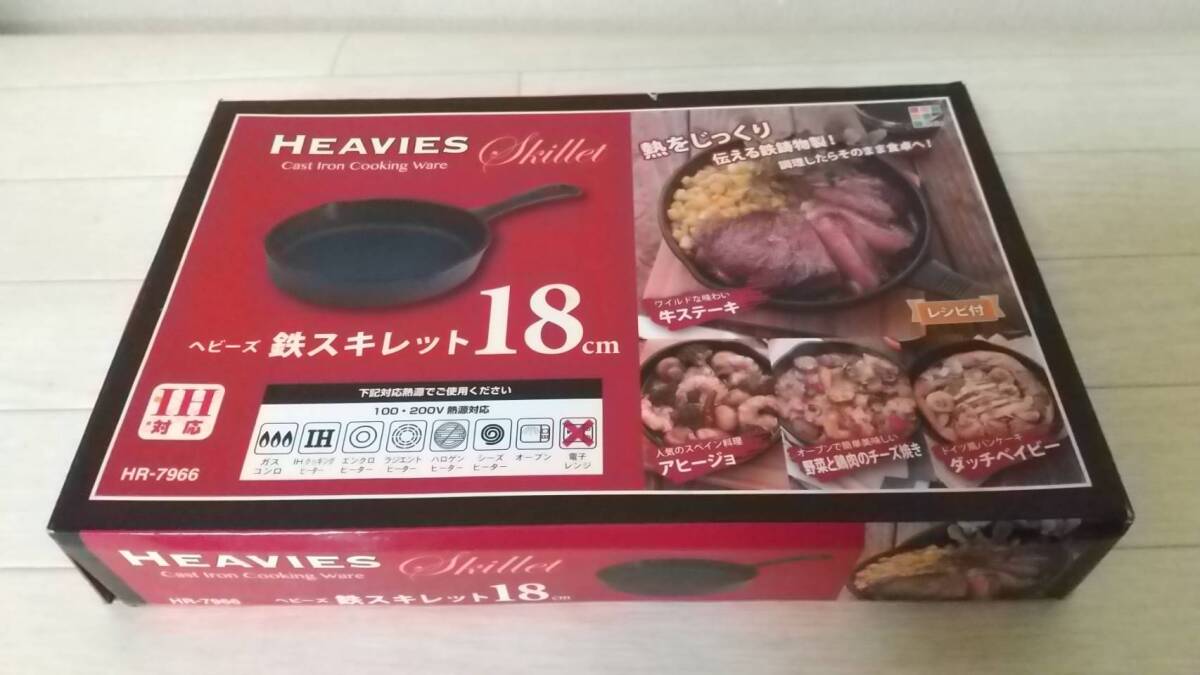 HEAVIES Skillet
Cast Iron Cooking Ware
ヘビーズ 鉄スキレット18cm
IH
対応
HR-7966
下記対応熱源でご使用ください
100・200V 熱源対応
IH
ガス
コンロ
IHクッキング
ヒーター
エンクロ
ヒーター
ラジエント
ヒーター
ハロゲン
ヒーター
シーズ
ヒーター
オーブン
電子
レンジ
熱をじっくり
伝える鉄鋳物製!
調理したらそのまま食卓へ!
ワイルドな味わい
牛ステーキ
レシピ付
人気のスペイン料理
アヒージョ
オーブンで簡単美味しい
野菜と鶏肉のチーズ焼き
ドイツ風パンケーキ
ダッチベイビー
HEAVIES Skillet
Cast Iron Cooking Ware
HR-7966
ヘビーズ 鉄スキレット18cm